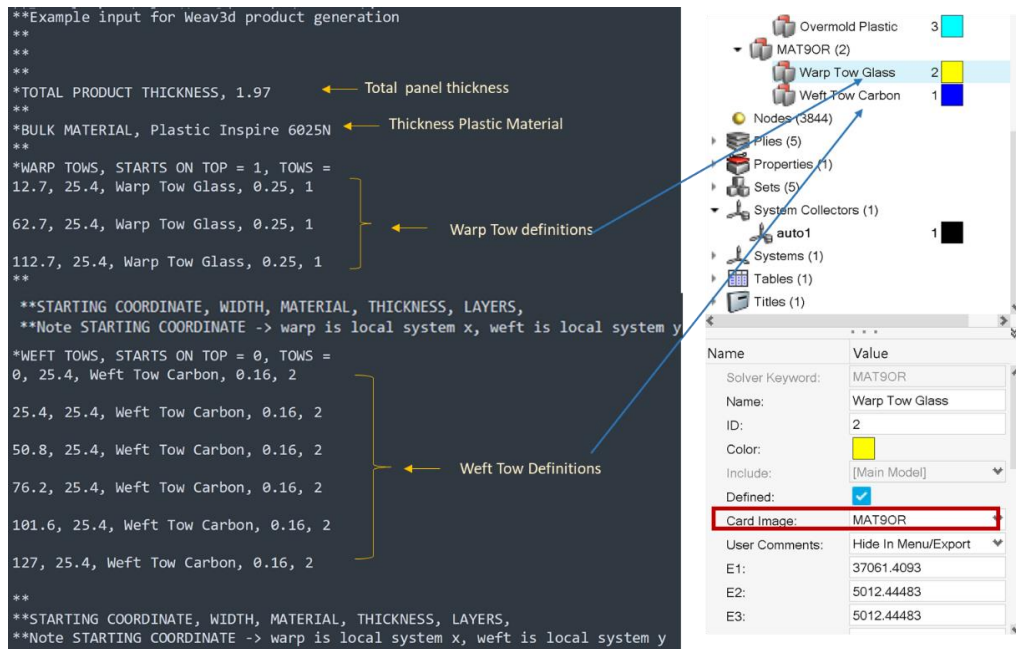 **Example input for Weav3d product generation
**
**
**
*TOTAL PRODUCT THICKNESS, 1.97
Total panel thickness
**
*BULK MATERIAL, Plastic Inspire 6025N
Thickness Plastic Material
**
*WARP TOWS, STARTS ON TOP = 1, TOWS =
12.7, 25.4, Warp Tow Glass, 0.25, 1
62.7, 25.4, Warp Tow Glass, 0.25, 1
Warp Tow definitions
112.7, 25.4, Warp Tow Glass, 0.25, 1
**
**STARTING COORDINATE, WIDTH, MATERIAL, THICKNESS, LAYERS,
**Note STARTING COORDINATE -> warp is local system x, weft is local system y
*WEFT TOWS, STARTS ON TOP = 0, TOWS =
0, 25.4, Weft Tow Carbon, 0.16, 2
25.4, 25.4, Weft Tow Carbon, 0.16, 2
50.8, 25.4, Weft Tow Carbon, 0.16, 2
Weft Tow Definitions
76.2, 25.4, Weft Tow Carbon, 0.16, 2
101.6, 25.4, Weft Tow Carbon, 0.16, 2
127, 25.4, Weft Tow Carbon, 0.16, 2
**
**STARTING COORDINATE, WIDTH, MATERIAL, THICKNESS, LAYERS,
**Note STARTING COORDINATE -> warp is local system x, weft is local system y
Overmold Plastic 3
MAT9OR (2)
Warp Tow Glass 2
Weft Tow Carbon 1
Nodes (3844)
Plies (5)
Properties (1)
Sets (5)
System Collectors (1)
auto1 1
Systems (1)
Tables (1)
Titles (1)
Name Value
Solver Keyword: MAT9OR
Name: Warp Tow Glass
ID: 2
Color:
Include: [Main Model]
Defined:
Card Image: MAT9OR
User Comments: Hide In Menu/Export
E1: 37061.4093
E2: 5012.44483
E3: 5012.44483